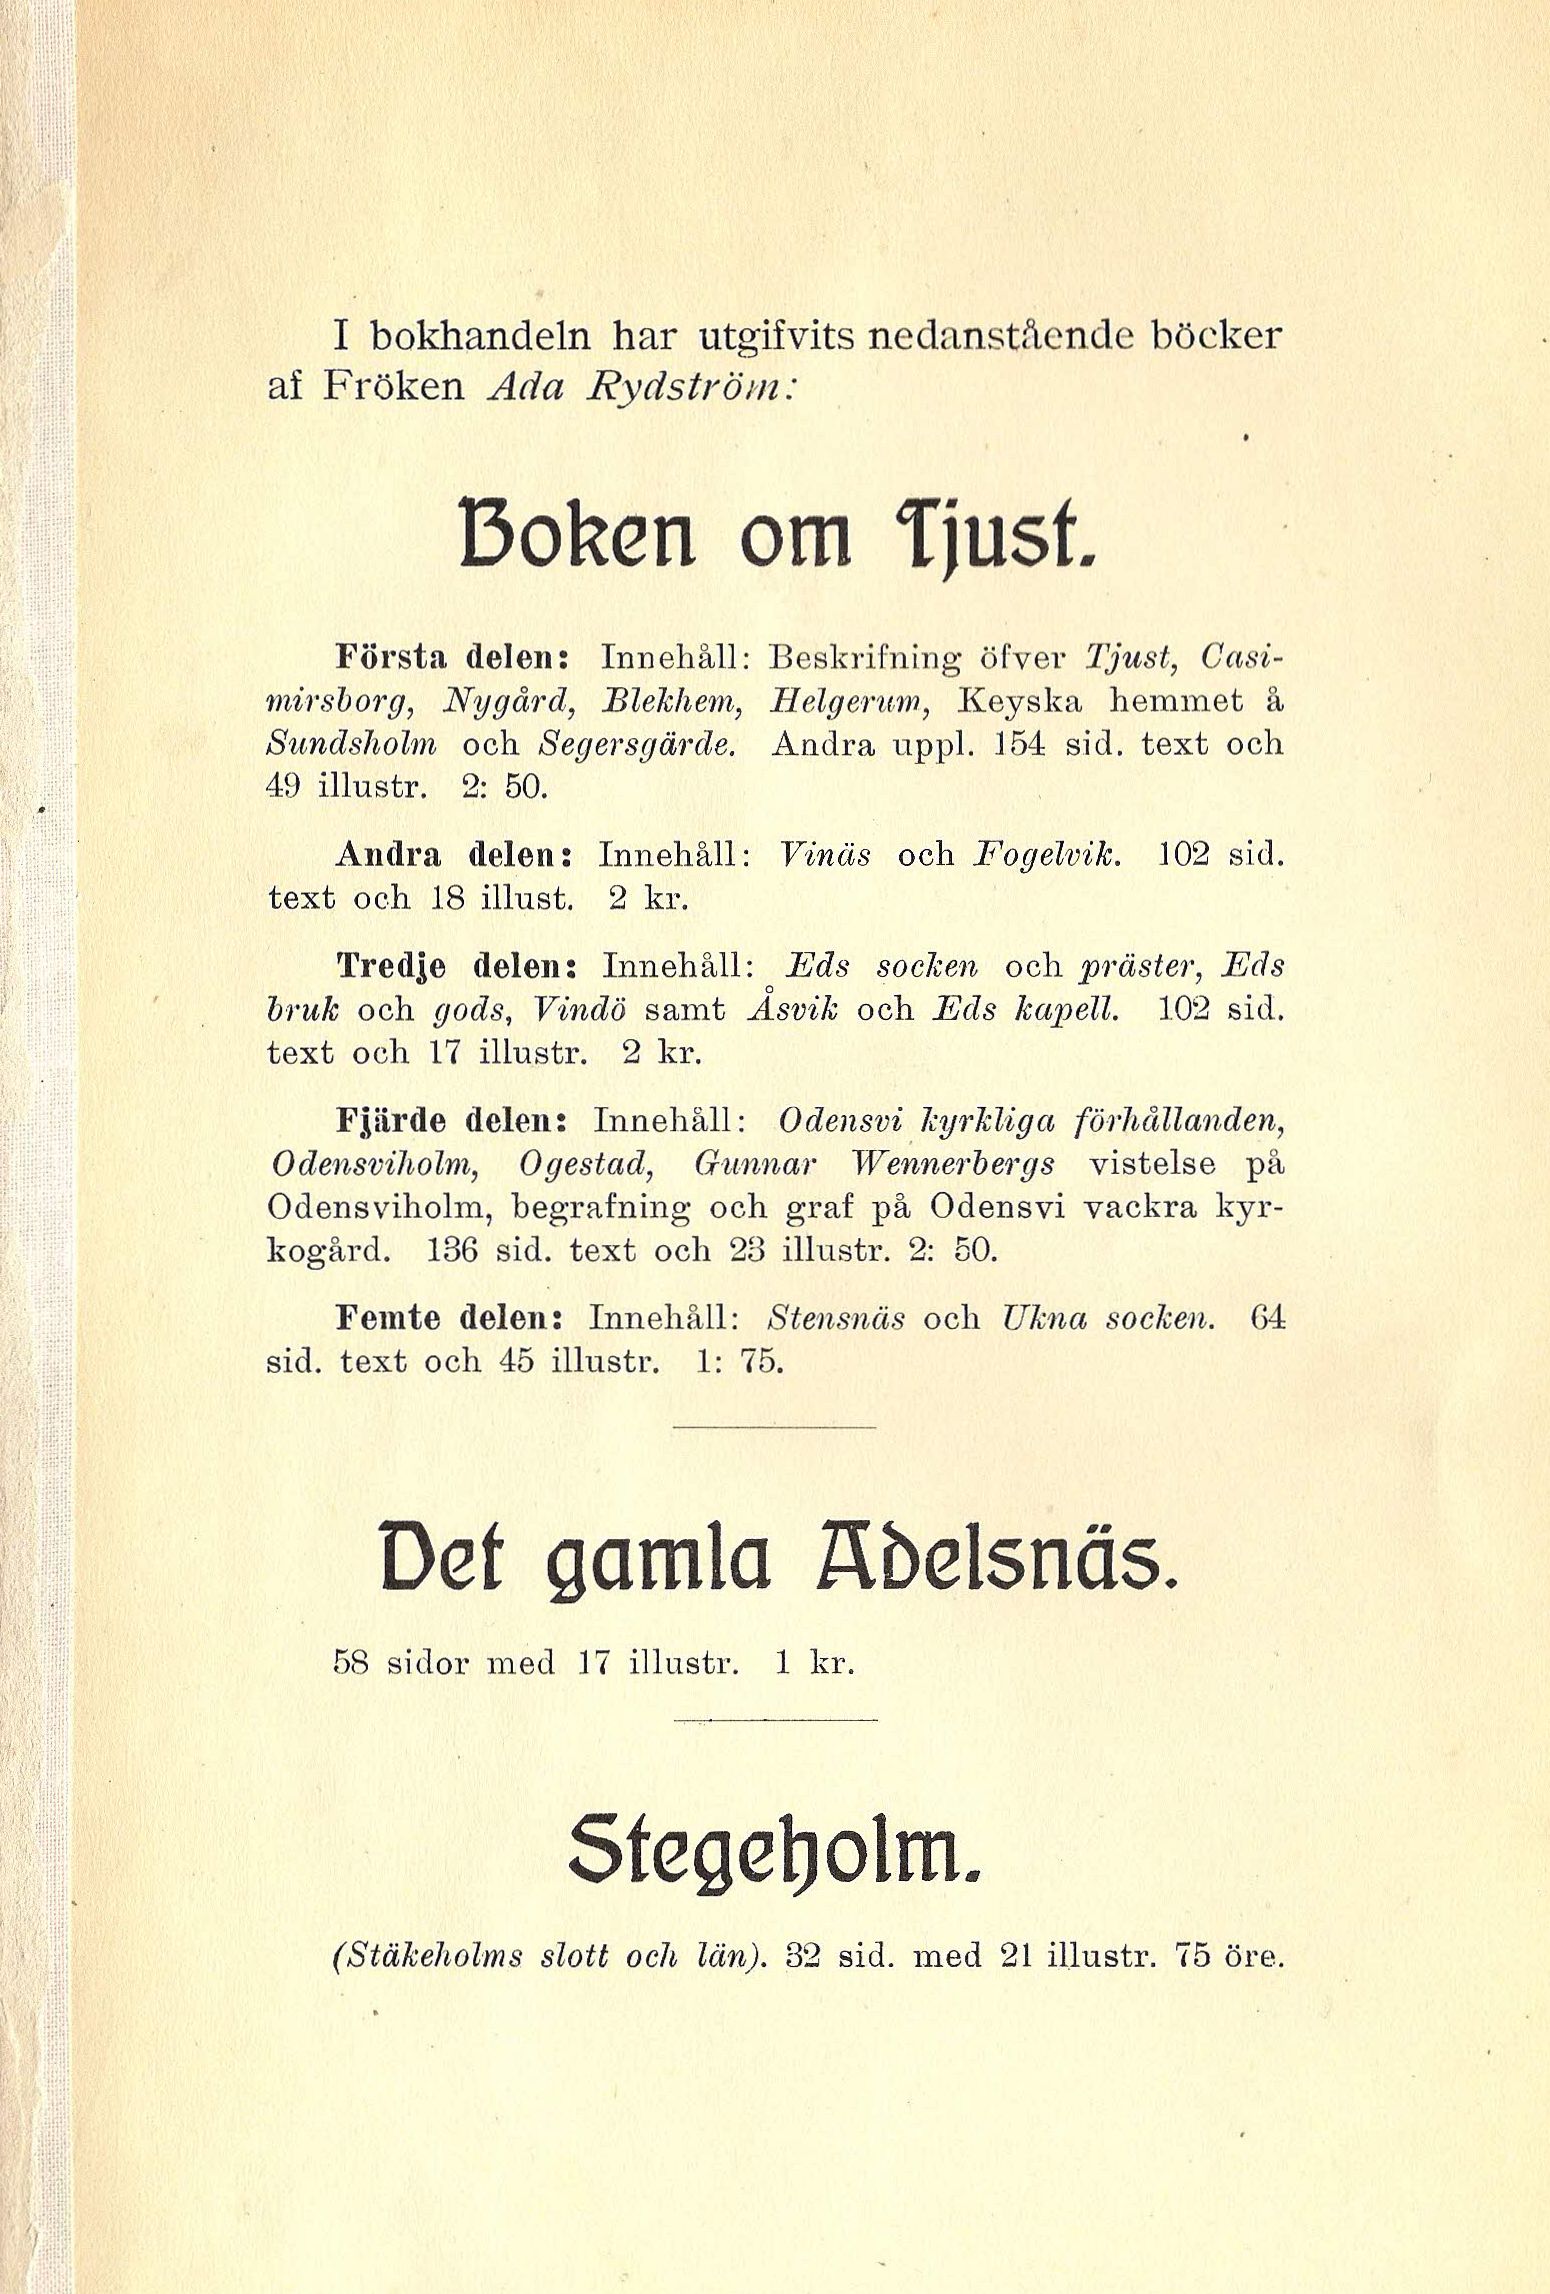 I bokhandeln har utgifvits nedanstående böcker
af Fröken Ada Rydström:
Boken om Tjust.
Första delen: Innehåll: Beskrifning öfver Tjust, Casi-
mirsborg, Nygård, Blekhem, Helgerum, Keyska hemmet å
Sundsholm och Segersgärde. Andra uppl. 154 sid. text och
49 illustr. 2: 50.
Andra delen: Innehåll: Vinäs och Fogelvik. 102 sid.
text och 18 illust. 2 kr.
Tredje delen: Innehåll: Eds socken och präster, Eds
bruk och gods, Vindö samt Åsvik och Eds kapell. 102 sid.
text och 17 illustr. 2 kr.
Fjärde delen: Innehåll: Odensvi kyrkliga förhållanden,
Odensviholm, Ogestad, Gunnar Wennerbergs vistelse på
Odensviholm, begrafning och graf på Odensvi vackra kyr-
kogård. 136 sid. text och 23 illustr. 2: 50.
Femte delen: Innehåll: Stensnäs och Ukna socken. 64
sid. text och 45 illustr. 1: 75.
Det gamla Adelsnäs.
58 sidor med 17 illustr. 1 kr.
Stegeholm.
(Stäkeholms slott och län). 32 sid. med 21 illustr. 75 öre.